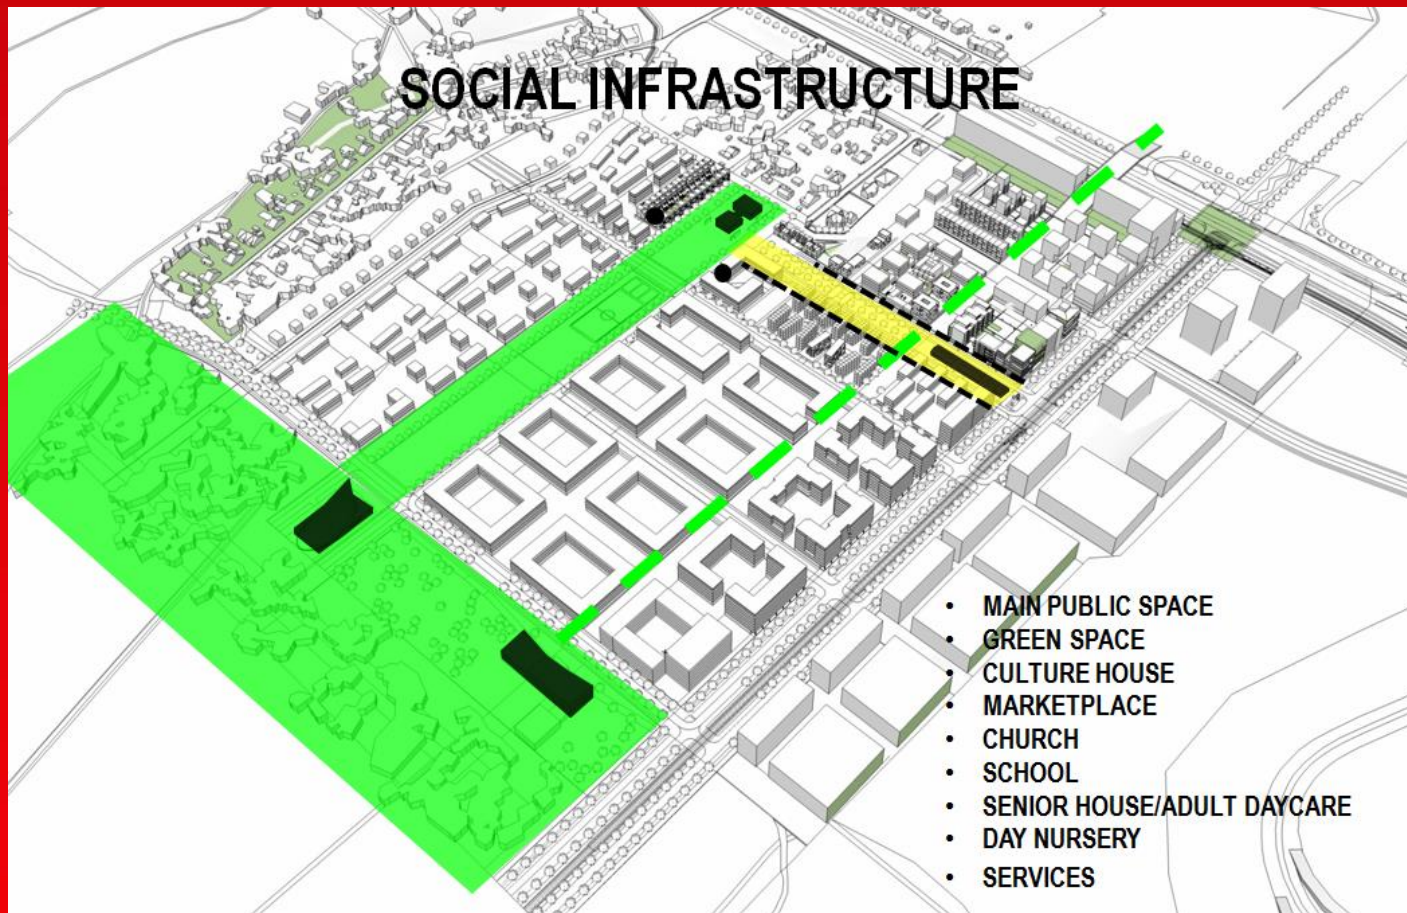 SOCIAL INFRASTRUCTURE
• MAIN PUBLIC SPACE
• GREEN SPACE
• CULTURE HOUSE
• MARKETPLACE
• CHURCH
• SCHOOL
• SENIOR HOUSE/ADULT DAYCARE
• DAY NURSERY
• SERVICES